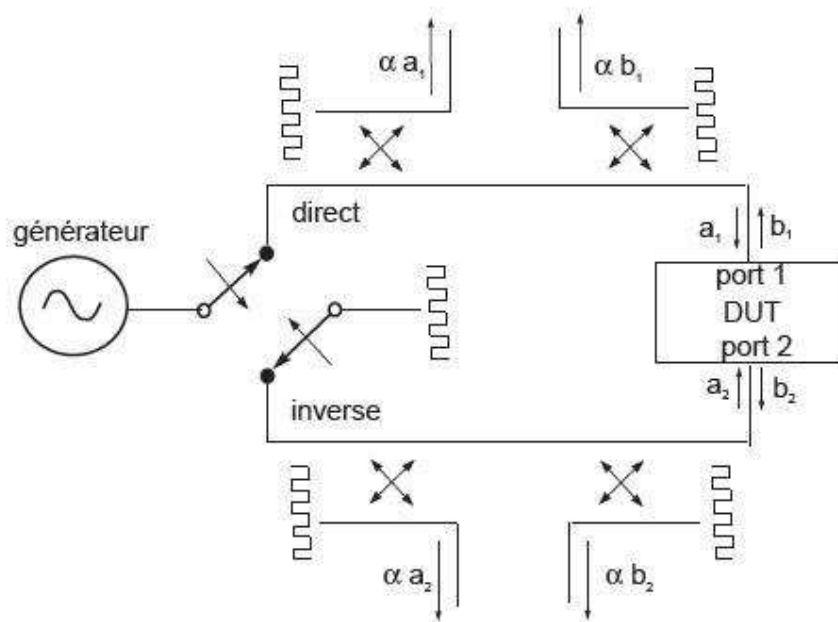 α a₁
α b₁
direct
générateur
a₁
b₁
port 1
DUT
port 2
a₂
b₂
inverse
α a₂
α b₂